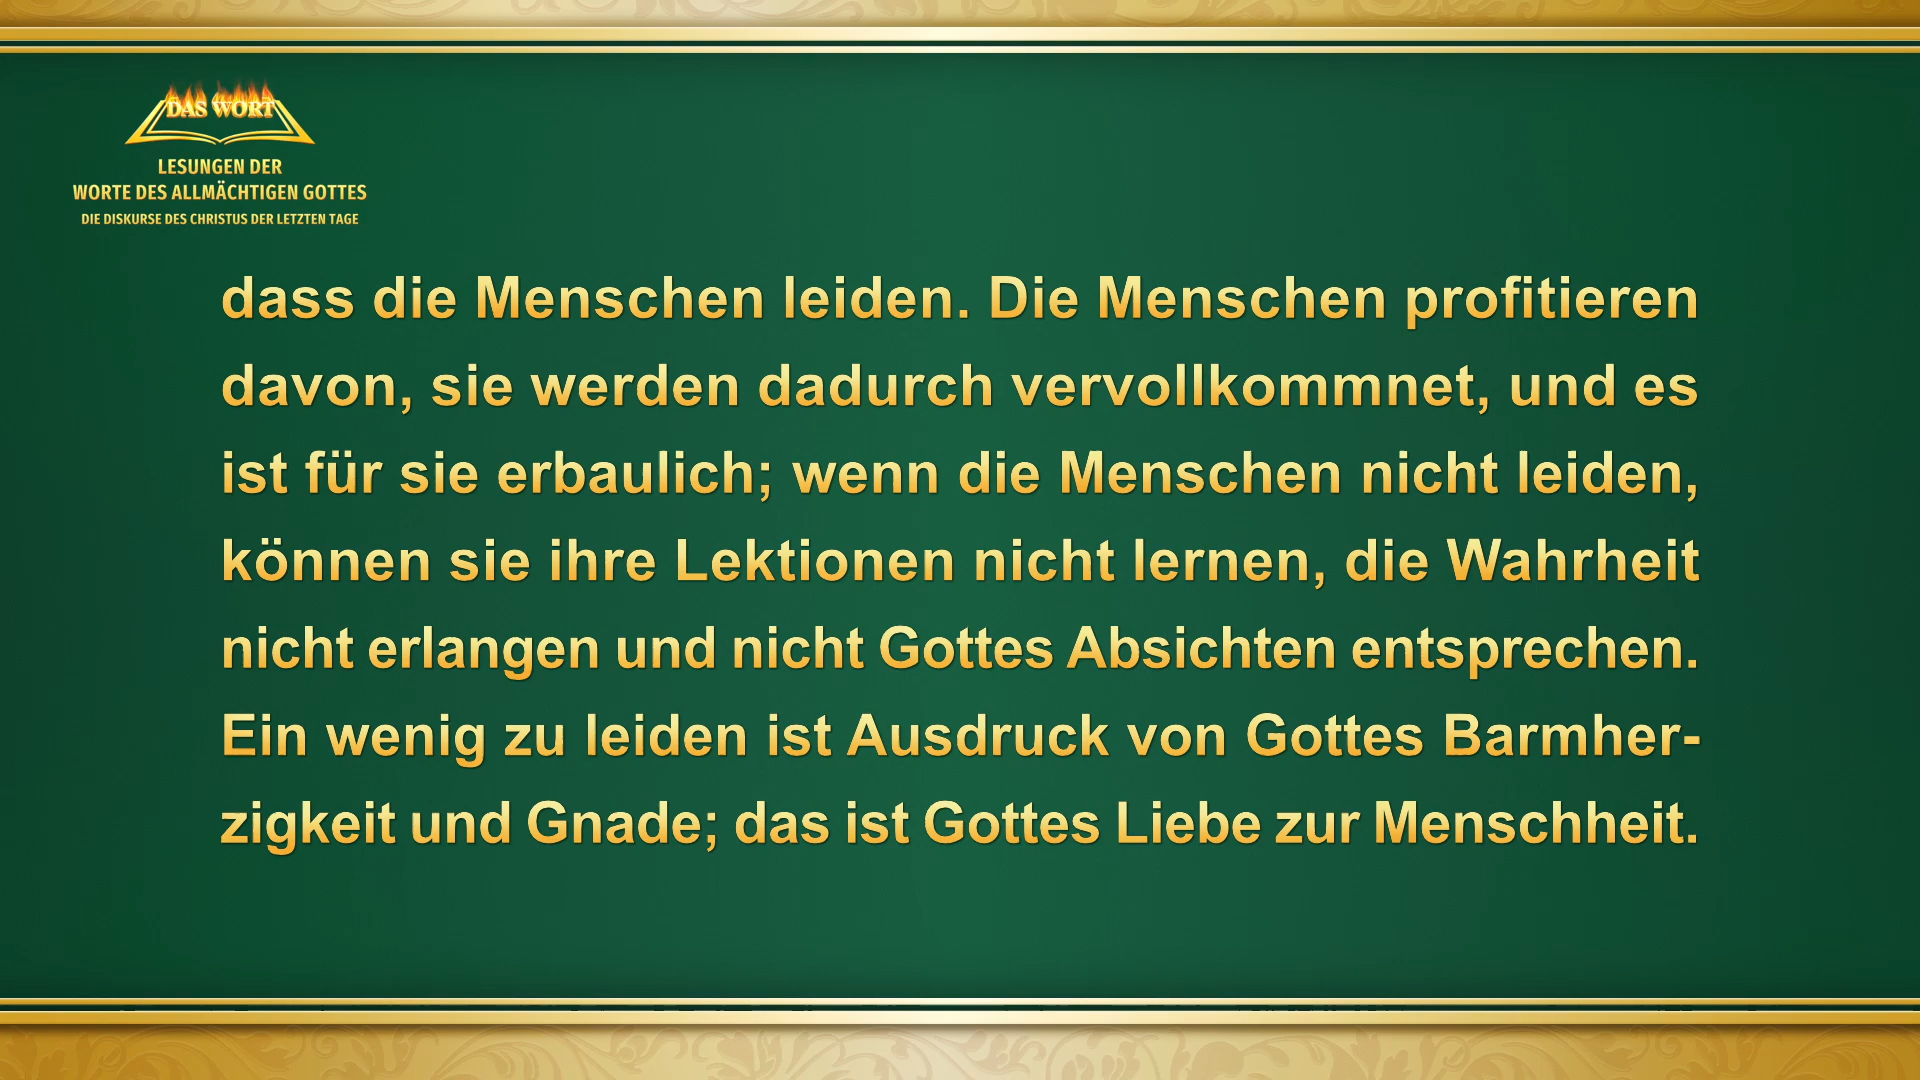 DAS WORT
LESUNGEN DER
WORTE DES ALLMÄCHTIGEN GOTTES
DIE DISKURSE DES CHRISTUS DER LETZTEN TAGE
dass die Menschen leiden. Die Menschen profitieren
davon, sie werden dadurch vervollkommnet, und es
ist für sie erbaulich; wenn die Menschen nicht leiden,
können sie ihre Lektionen nicht lernen, die Wahrheit
nicht erlangen und nicht Gottes Absichten entsprechen.
Ein wenig zu leiden ist Ausdruck von Gottes Barmher-
zigkeit und Gnade; das ist Gottes Liebe zur Menschheit.